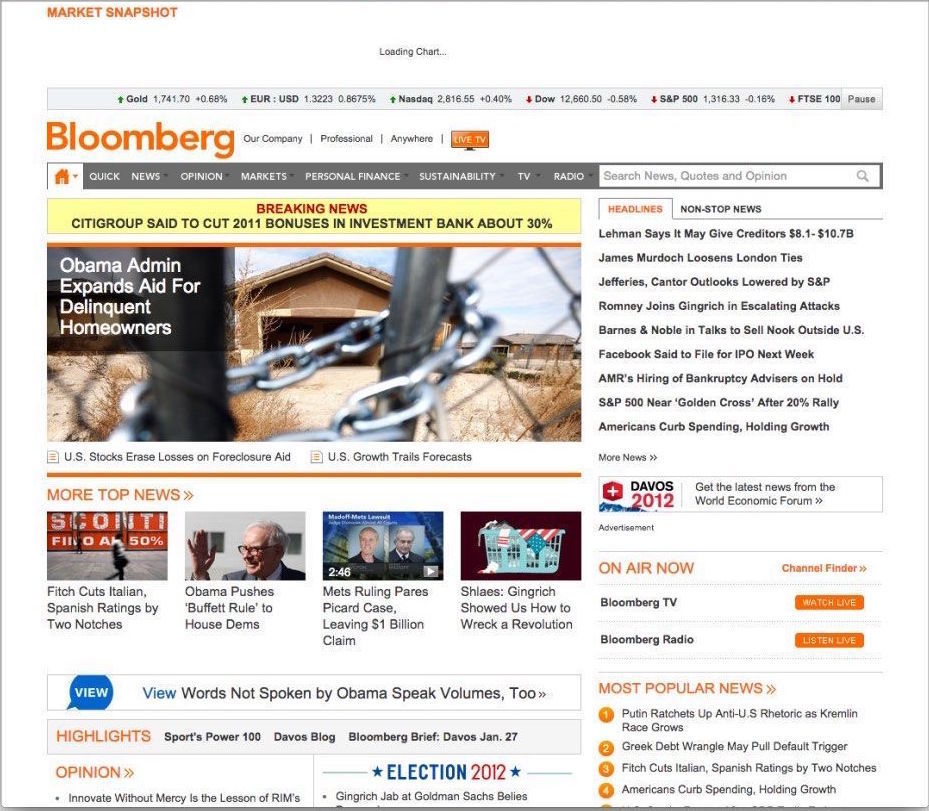 MARKET SNAPSHOT
Loading Chart...
Gold 1,741.70 +0.68% EUR : USD 1.3223 0.8675% Nasdaq 2,816.55 +0.40% Dow 12,660.50 -0.58% S&P 500 1,316.33 -0.16% FTSE 100 Pause
Bloomberg Our Company | Professional | Anywhere | LIVE TV
QUICK NEWS OPINION MARKETS PERSONAL FINANCE SUSTAINABILITY TV RADIO Search News, Quotes and Opinion
BREAKING NEWS
CITIGROUP SAID TO CUT 2011 BONUSES IN INVESTMENT BANK ABOUT 30%
Obama Admin
Expands Aid For
Delinquent
Homeowners
U.S. Stocks Erase Losses on Foreclosure Aid U.S. Growth Trails Forecasts
MORE TOP NEWS »
SCONTI
FINO AL 50%
Fitch Cuts Italian,
Spanish Ratings by
Two Notches
Obama Pushes
'Buffett Rule' to
House Dems
Madoff-Mets Lawsuit
2:46
Mets Ruling Pares
Picard Case,
Leaving $1 Billion
Claim
Shlaes: Gingrich
Showed Us How to
Wreck a Revolution
VIEW View Words Not Spoken by Obama Speak Volumes, Too »
HIGHLIGHTS Sport's Power 100 Davos Blog Bloomberg Brief: Davos Jan. 27
OPINION »
• Innovate Without Mercy Is the Lesson of RIM's
ELECTION 2012
• Gingrich Jab at Goldman Sachs Belies
HEADLINES NON-STOP NEWS
Lehman Says It May Give Creditors $8.1- $10.7B
James Murdoch Loosens London Ties
Jefferies, Cantor Outlooks Lowered by S&P
Romney Joins Gingrich in Escalating Attacks
Barnes & Noble in Talks to Sell Nook Outside U.S.
Facebook Said to File for IPO Next Week
AMR's Hiring of Bankruptcy Advisers on Hold
S&P 500 Near 'Golden Cross' After 20% Rally
Americans Curb Spending, Holding Growth
More News »
DAVOS
2012
Get the latest news from the
World Economic Forum »
Advertisement
ON AIR NOW Channel Finder »
Bloomberg TV WATCH LIVE
Bloomberg Radio LISTEN LIVE
MOST POPULAR NEWS »
1 Putin Ratchets Up Anti-U.S Rhetoric as Kremlin
Race Grows
2 Greek Debt Wrangle May Pull Default Trigger
3 Fitch Cuts Italian, Spanish Ratings by Two Notches
4 Americans Curb Spending, Holding Growth